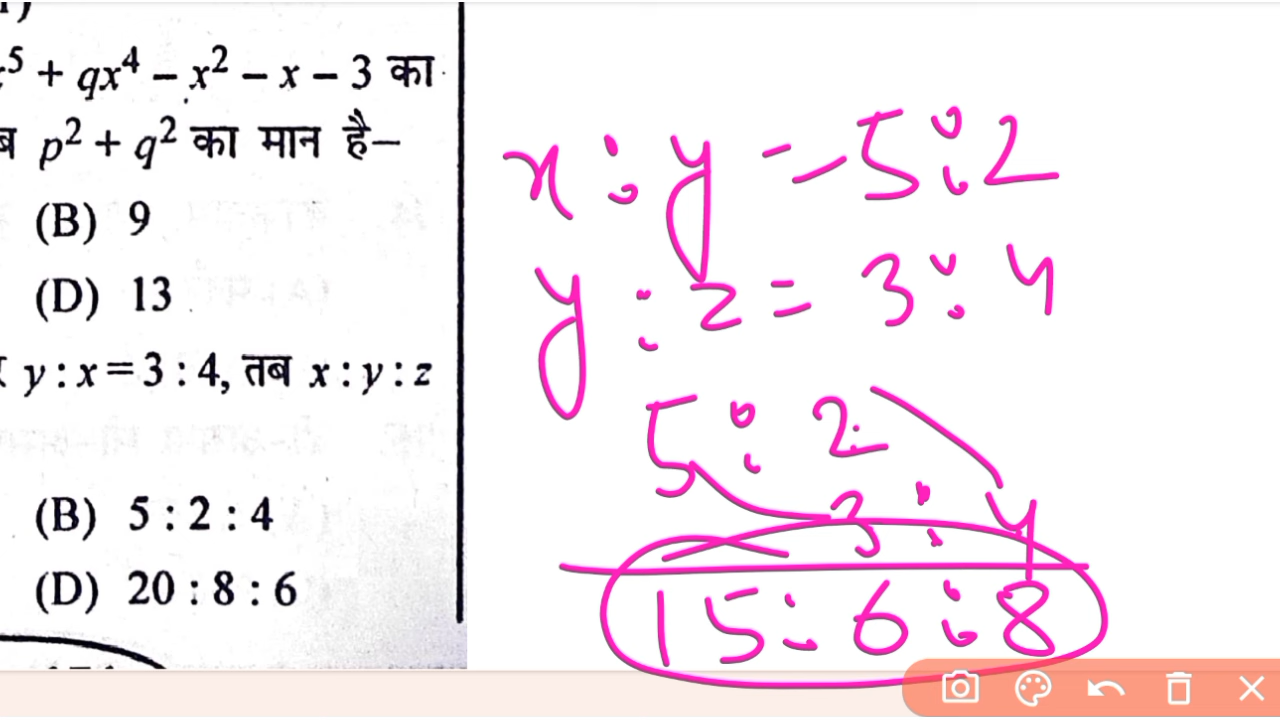 5 + qx⁴ – x² – x – 3 का
p² + q² का मान है–
(B) 9
(D) 13
y : x = 3 : 4, तब x : y : z
(B) 5 : 2 : 4
(D) 20 : 8 : 6
x : y = 5 : 2
y : z = 3 : 4
5 : 2
3 : 4
15 : 6 : 8